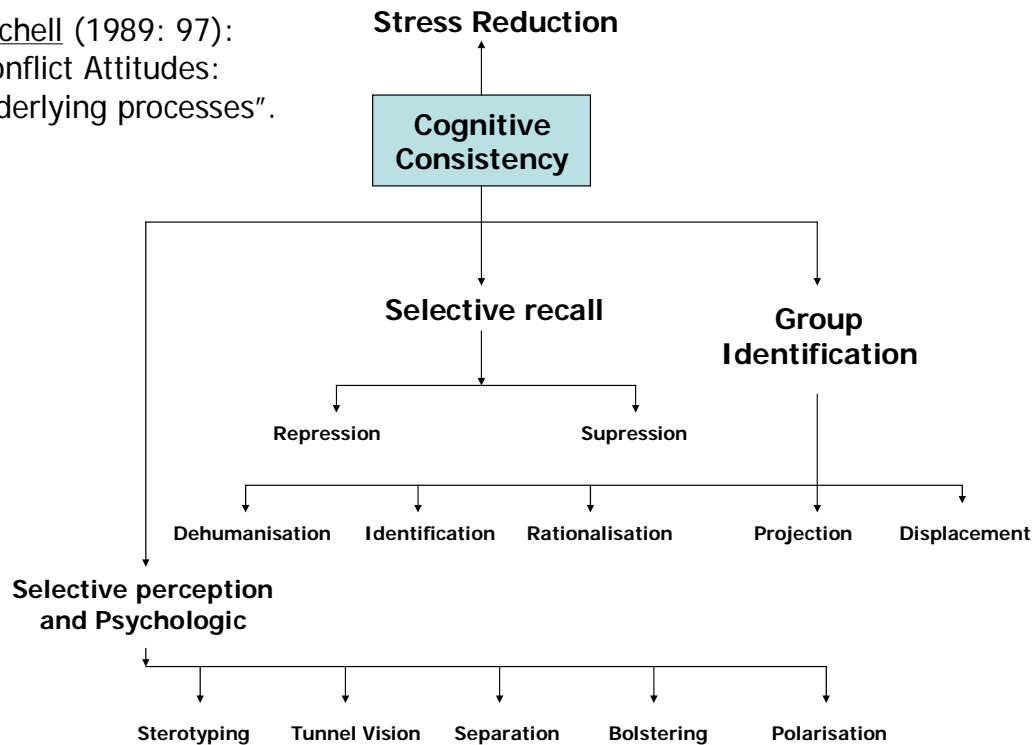 chell (1989: 97):
onflict Attitudes:
derlying processes”.
Stress Reduction
Cognitive
Consistency
Selective recall
Group
Identification
Repression
Supression
Dehumanisation
Identification
Rationalisation
Projection
Displacement
Selective perception
and Psychologic
Sterotyping
Tunnel Vision
Separation
Bolstering
Polarisation